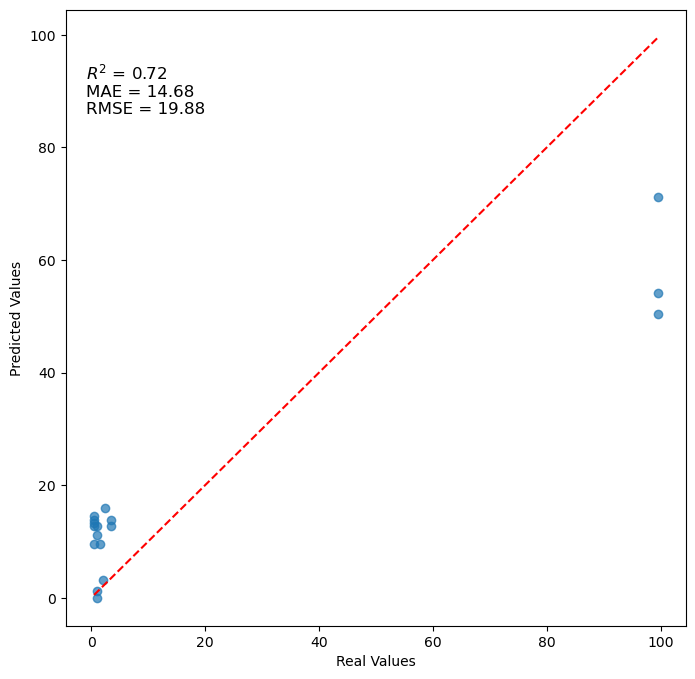 R² = 0.72
MAE = 14.68
RMSE = 19.88
100
80
60
40
20
0
Predicted Values
0 20 40 60 80 100
Real Values